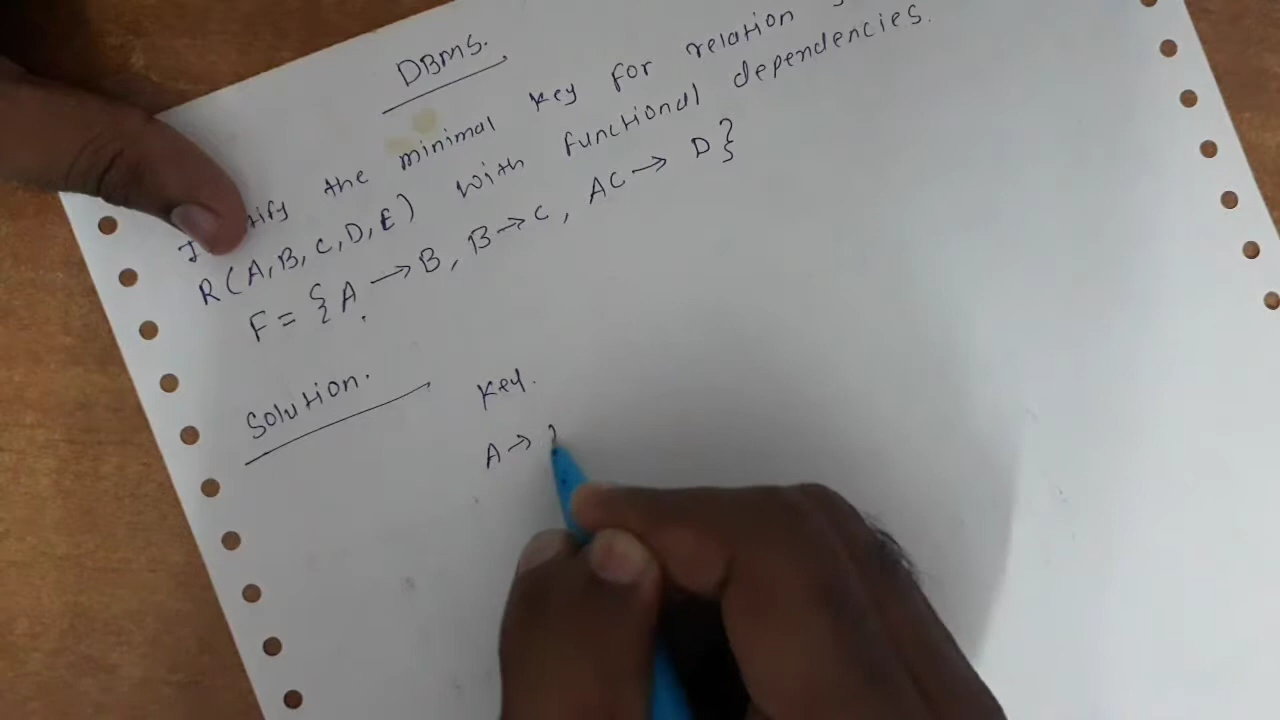 DBMS.
the minimal key for relation
R(A,B,C,D,E) with functional dependencies.
F = {A → B, B → C, AC → D}
Solution.
Key.
A →